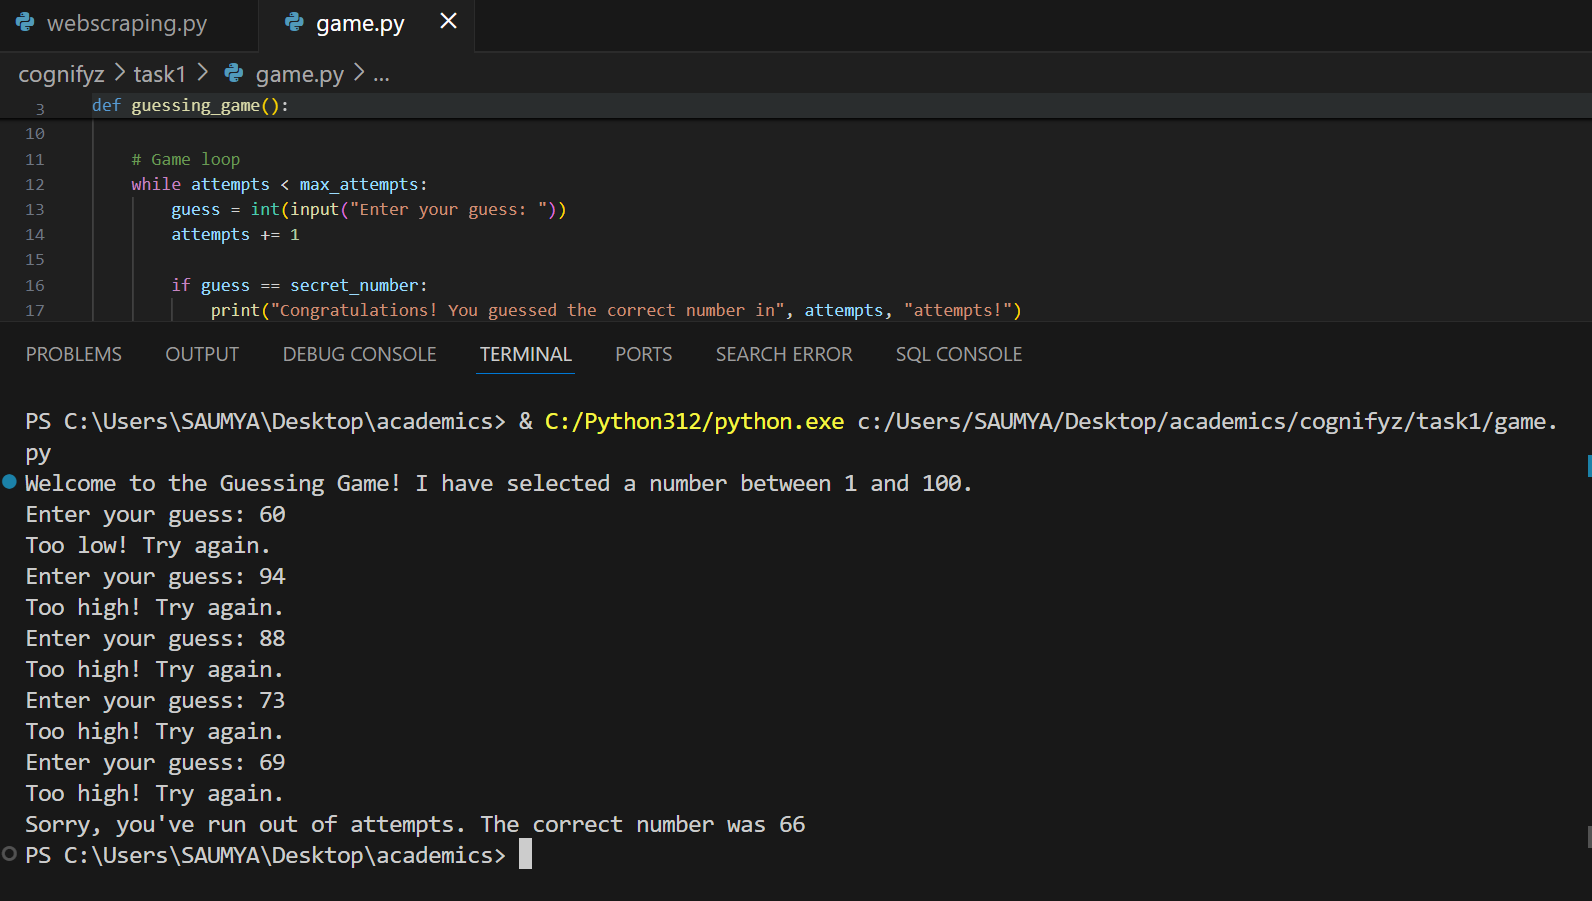 webscraping.py game.py
cognifyz > task1 > game.py > ...
3 def guessing_game():
10
11 # Game loop
12 while attempts < max_attempts:
13 guess = int(input("Enter your guess: "))
14 attempts += 1
15
16 if guess == secret_number:
17 print("Congratulations! You guessed the correct number in", attempts, "attempts!")
PROBLEMS OUTPUT DEBUG CONSOLE TERMINAL PORTS SEARCH ERROR SQL CONSOLE
PS C:\Users\SAUMYA\Desktop\academics> & C:/Python312/python.exe c:/Users/SAUMYA/Desktop/academics/cognifyz/task1/game.
py
Welcome to the Guessing Game! I have selected a number between 1 and 100.
Enter your guess: 60
Too low! Try again.
Enter your guess: 94
Too high! Try again.
Enter your guess: 88
Too high! Try again.
Enter your guess: 73
Too high! Try again.
Enter your guess: 69
Too high! Try again.
Sorry, you've run out of attempts. The correct number was 66
PS C:\Users\SAUMYA\Desktop\academics>